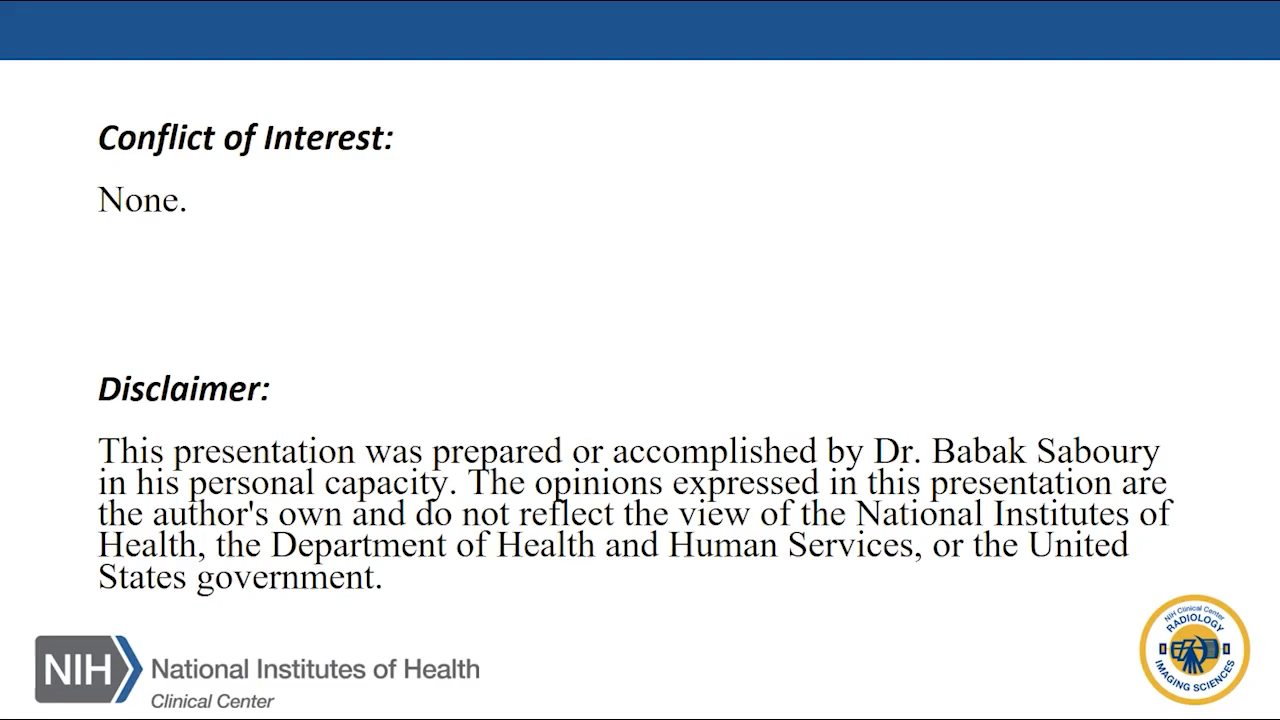 Conflict of Interest:
None.
Disclaimer:
This presentation was prepared or accomplished by Dr. Babak Saboury
in his personal capacity. The opinions expressed in this presentation are
the author's own and do not reflect the view of the National Institutes of
Health, the Department of Health and Human Services, or the United
States government.
NIH National Institutes of Health
Clinical Center
NIH Clinical Center
RADIOLOGY
IMAGING SCIENCES